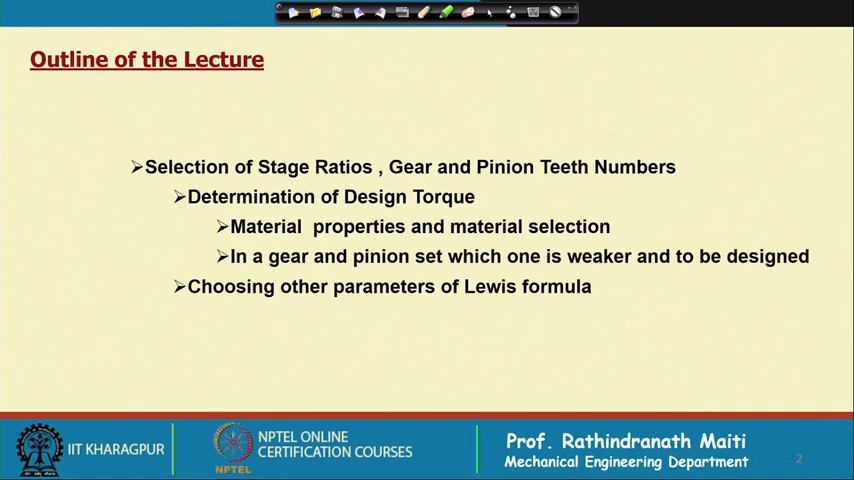 Outline of the Lecture
➢Selection of Stage Ratios , Gear and Pinion Teeth Numbers
➢Determination of Design Torque
➢Material properties and material selection
➢In a gear and pinion set which one is weaker and to be designed
➢Choosing other parameters of Lewis formula
IIT KHARAGPUR
NPTEL
NPTEL ONLINE
CERTIFICATION COURSES
Prof. Rathindranath Maiti
Mechanical Engineering Department
2